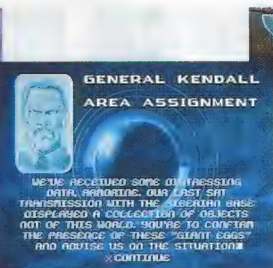 GENERAL KENDALL
AREA ASSIGNMENT
WE'VE RECEIVED SOME DISTRESSING
DATA, ARMORINE. OUR LAST SAT
TRANSMISSION WITH THE SIBERIAN BASE
DISPLAYED A COLLECTION OF OBJECTS
NOT OF THIS WORLD. YOU'RE TO CONFIRM
THE PRESENCE OF THESE "GIANT EGGS"
AND ADVISE US ON THE SITUATION
X CONTINUE